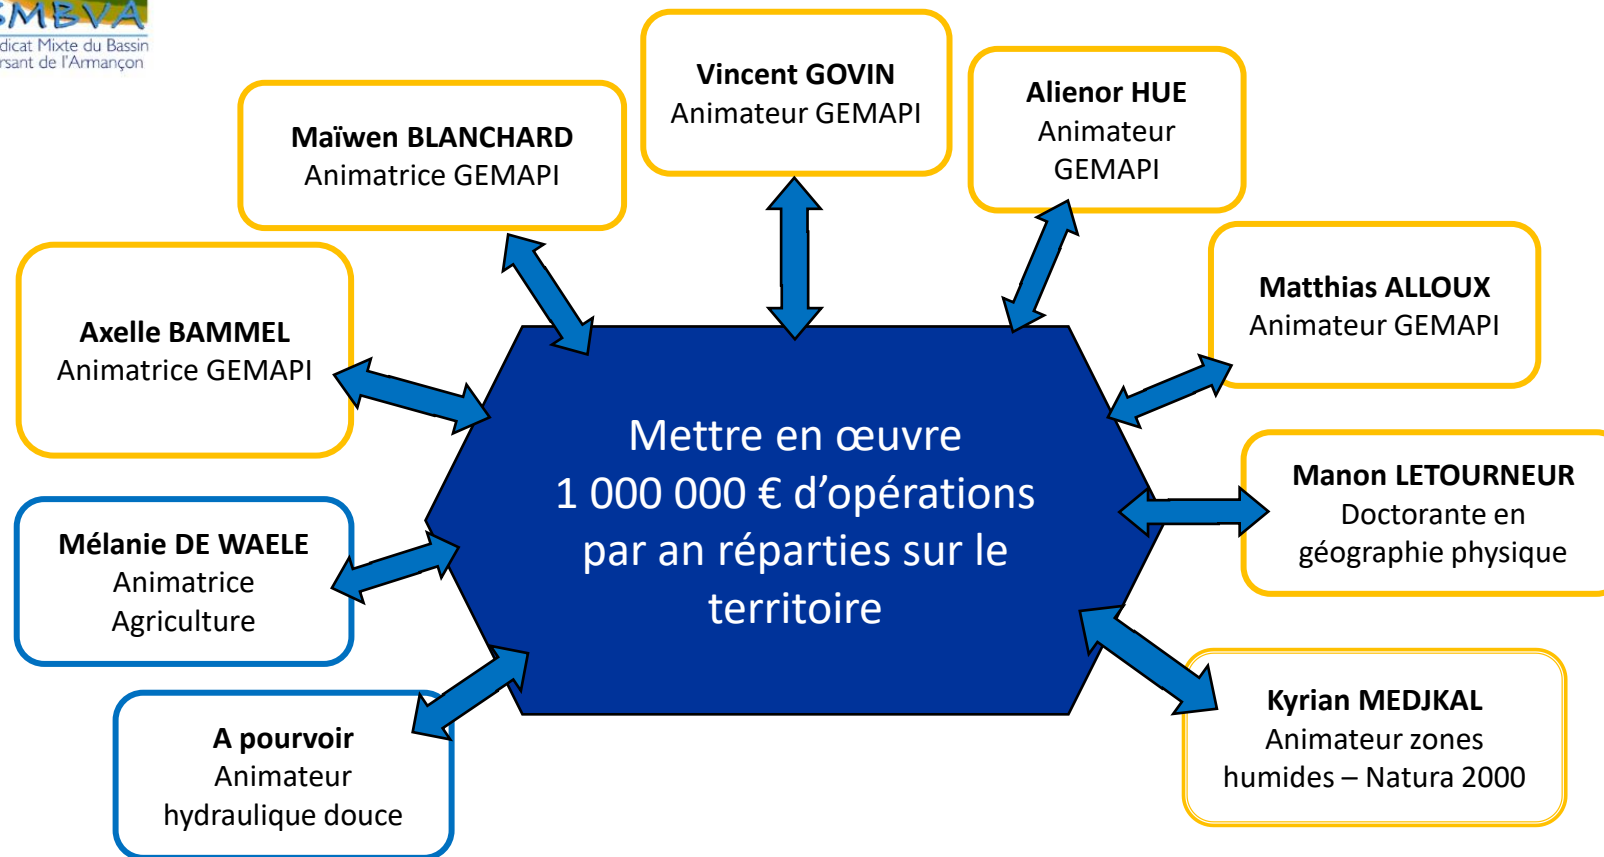 SMBVA
dicat Mixte du Bassin
rsant de l'Armançon
Vincent GOVIN
Animateur GEMAPI
Alienor HUE
Animateur
GEMAPI
Maïwen BLANCHARD
Animatrice GEMAPI
Matthias ALLOUX
Animateur GEMAPI
Axelle BAMMEL
Animatrice GEMAPI
Mettre en œuvre
1 000 000 € d'opérations
par an réparties sur le
territoire
Manon LETOURNEUR
Doctorante en
géographie physique
Mélanie DE WAELE
Animatrice
Agriculture
Kyrian MEDJKAL
Animateur zones
humides – Natura 2000
A pourvoir
Animateur
hydraulique douce